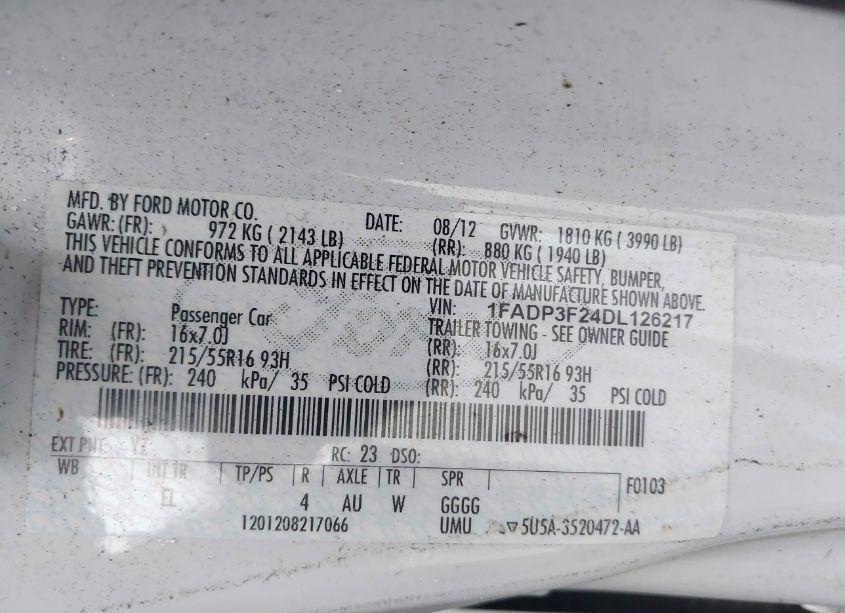 MFD. BY FORD MOTOR CO.
DATE: 08/12 GVWR: 1810 KG ( 3990 LB)
GAWR: (FR): 972 KG ( 2143 LB) (RR): 880 KG ( 1940 LB)
THIS VEHICLE CONFORMS TO ALL APPLICABLE FEDERAL MOTOR VEHICLE SAFETY, BUMPER,
AND THEFT PREVENTION STANDARDS IN EFFECT ON THE DATE OF MANUFACTURE SHOWN ABOVE.
VIN: 1FADP3F24DL126217
TYPE: Passenger Car TRAILER TOWING - SEE OWNER GUIDE
RIM: (FR): 16x7.0J (RR): 16x7.0J
TIRE: (FR): 215/55R16 93H (RR): 215/55R16 93H
PRESSURE: (FR): 240 kPa/ 35 PSI COLD (RR): 240 kPa/ 35 PSI COLD
EXT PNT: YZ RC: 23 DSO:
WB INT TR TP/PS R AXLE TR SPR F0103
EL 4 AU W GGGG
1201208217066 UMU 5U5A-3520472-AA